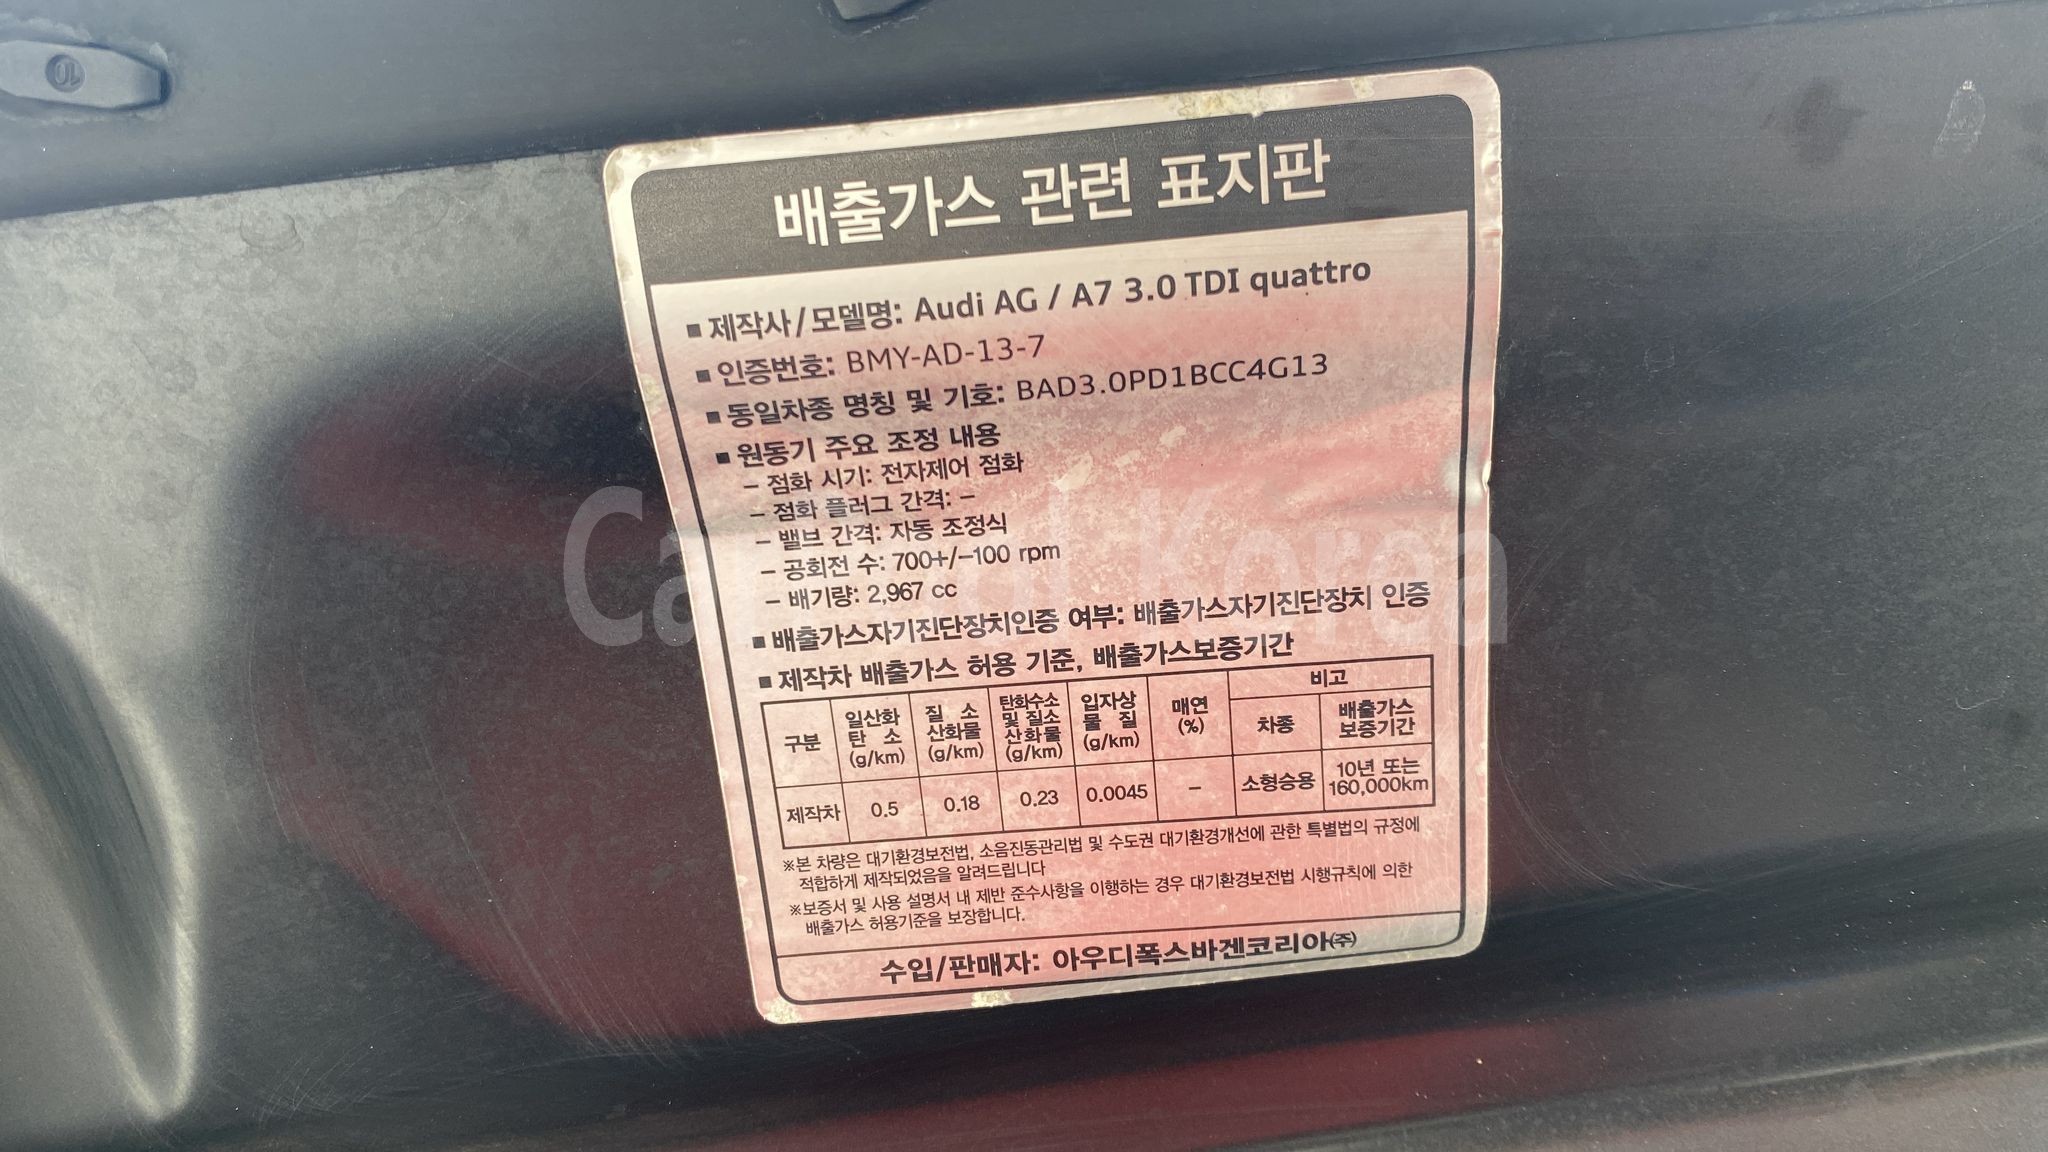 10
배출가스 관련 표지판
▪ 제작사/모델명: Audi AG / A7 3.0 TDI quattro
▪ 인증번호: BMY-AD-13-7
▪ 동일차종 명칭 및 기호: BAD3.0PD1BCC4G13
▪ 원동기 주요 조정 내용
– 점화 시기: 전자제어 점화
– 점화 플러그 간격: –
– 밸브 간격: 자동 조정식
– 공회전 수: 700+/–100 rpm
– 배기량: 2,967 cc
▪ 배출가스자기진단장치인증 여부: 배출가스자기진단장치 인증
▪ 제작차 배출가스 허용 기준, 배출가스보증기간
구분 일산화탄소 (g/km) 질소산화물 (g/km) 탄화수소 및 질소산화물 (g/km) 입자상물질 (g/km) 매연 (%) 비고
차종 배출가스 보증기간
제작차 0.5 0.18 0.23 0.0045 – 소형승용 10년 또는 160,000km
※본 차량은 대기환경보전법, 소음진동관리법 및 수도권 대기환경개선에 관한 특별법의 규정에
적합하게 제작되었음을 알려드립니다
※보증서 및 사용 설명서 내 제반 준수사항을 이행하는 경우 대기환경보전법 시행규칙에 의한
배출가스 허용기준을 보장합니다.
수입/판매자: 아우디폭스바겐코리아(주)
Korea